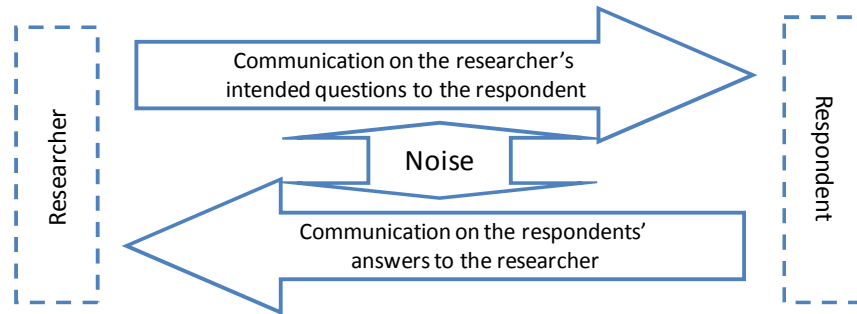 Researcher
Communication on the researcher's
intended questions to the respondent
Noise
Communication on the respondents'
answers to the researcher
Respondent